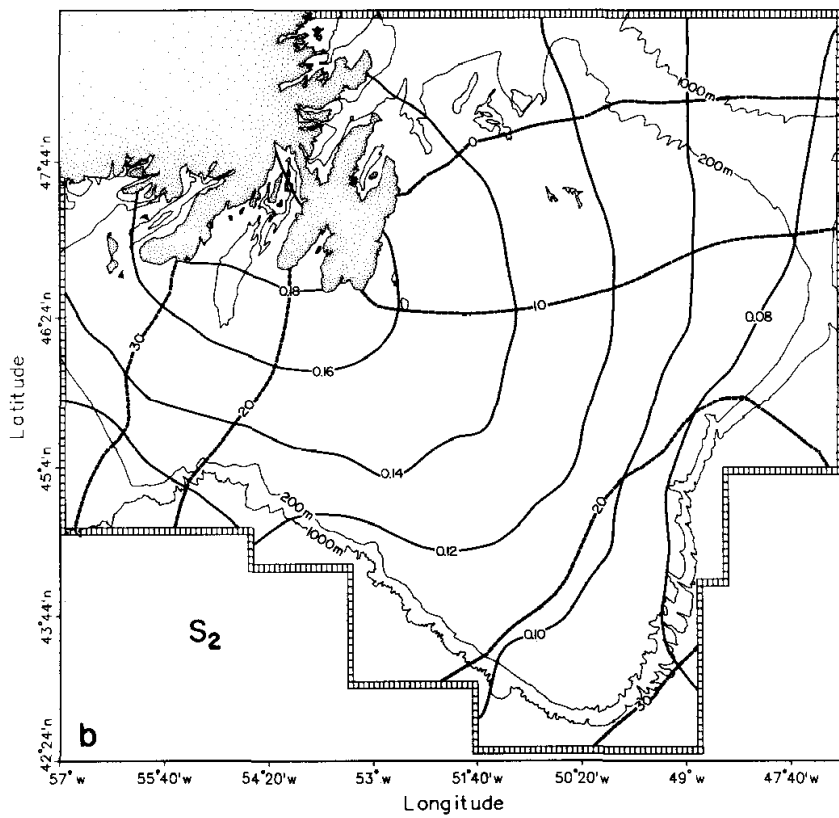 1000m
200m
0
10
0.18
0.16
0.08
30
20
0.14
200m
1000m
0.12
20
0.10
30
S₂
b
47°44'n
46°24'n
45°4'n
43°44'n
42°24'n
Latitude
57° w
55°40'w
54°20'w
53° w
51°40'w
50°20'w
49° w
47°40'w
Longitude